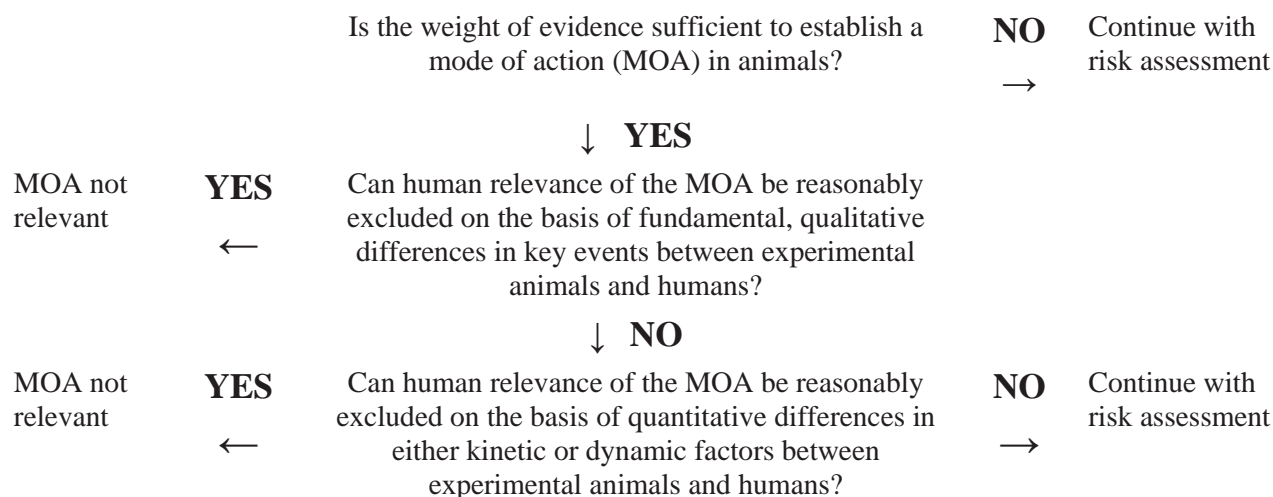 Is the weight of evidence sufficient to establish a
mode of action (MOA) in animals?
NO
→
Continue with
risk assessment
↓ YES
MOA not
relevant
YES
←
Can human relevance of the MOA be reasonably
excluded on the basis of fundamental, qualitative
differences in key events between experimental
animals and humans?
↓ NO
MOA not
relevant
YES
←
Can human relevance of the MOA be reasonably
excluded on the basis of quantitative differences in
either kinetic or dynamic factors between
experimental animals and humans?
NO
→
Continue with
risk assessment